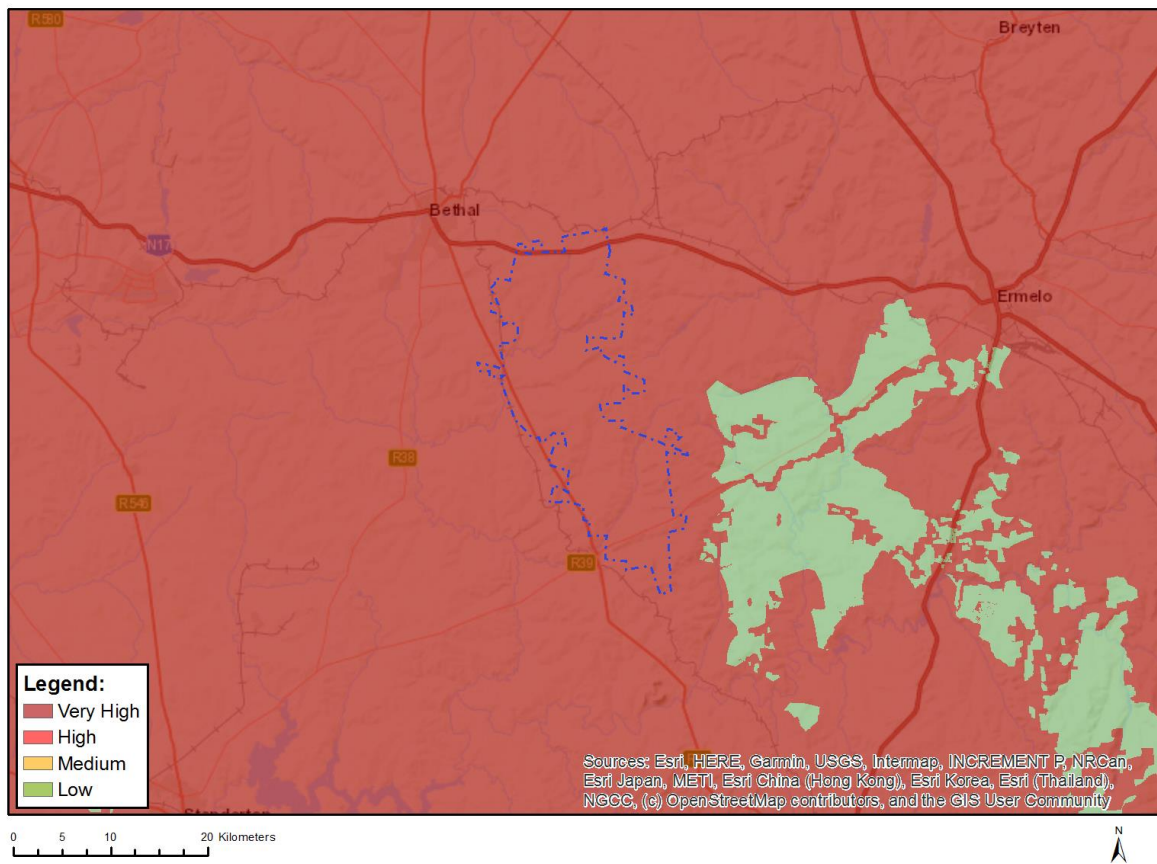 R580
Breyten
Bethal
N17
Ermelo
R38
R546
R39
Legend:
Very High
High
Medium
Low
Sources: Esri, HERE, Garmin, USGS, Intermap, INCREMENT P, NRCan,
Esri Japan, METI, Esri China (Hong Kong), Esri Korea, Esri (Thailand),
NGCC, (c) OpenStreetMap contributors, and the GIS User Community
0 5 10 20 Kilometers
N